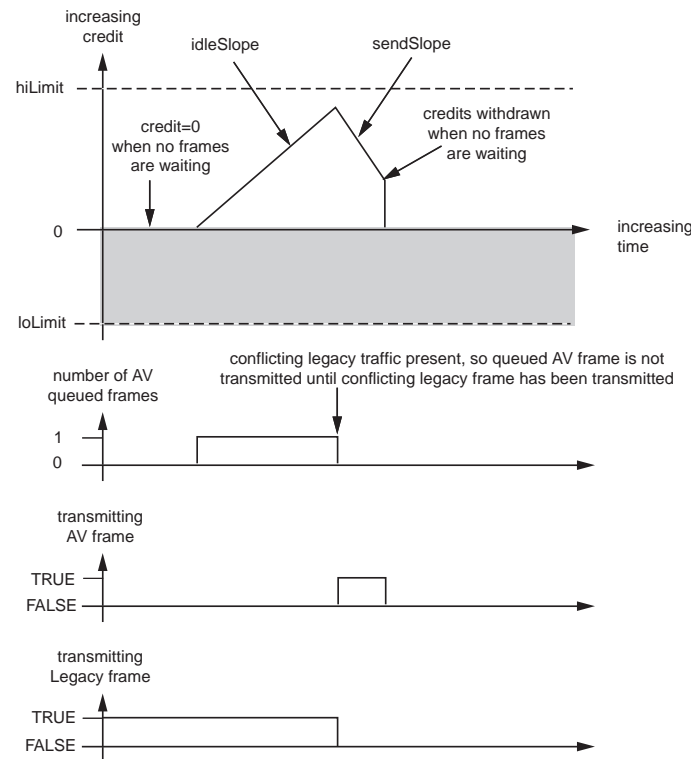 increasing
credit
idleSlope
sendSlope
hiLimit
credit=0
when no frames
are waiting
credits withdrawn
when no frames
are waiting
0
increasing
time
loLimit
conflicting legacy traffic present, so queued AV frame is not
transmitted until conflicting legacy frame has been transmitted
number of AV
queued frames
1
0
transmitting
AV frame
TRUE
FALSE
transmitting
Legacy frame
TRUE
FALSE